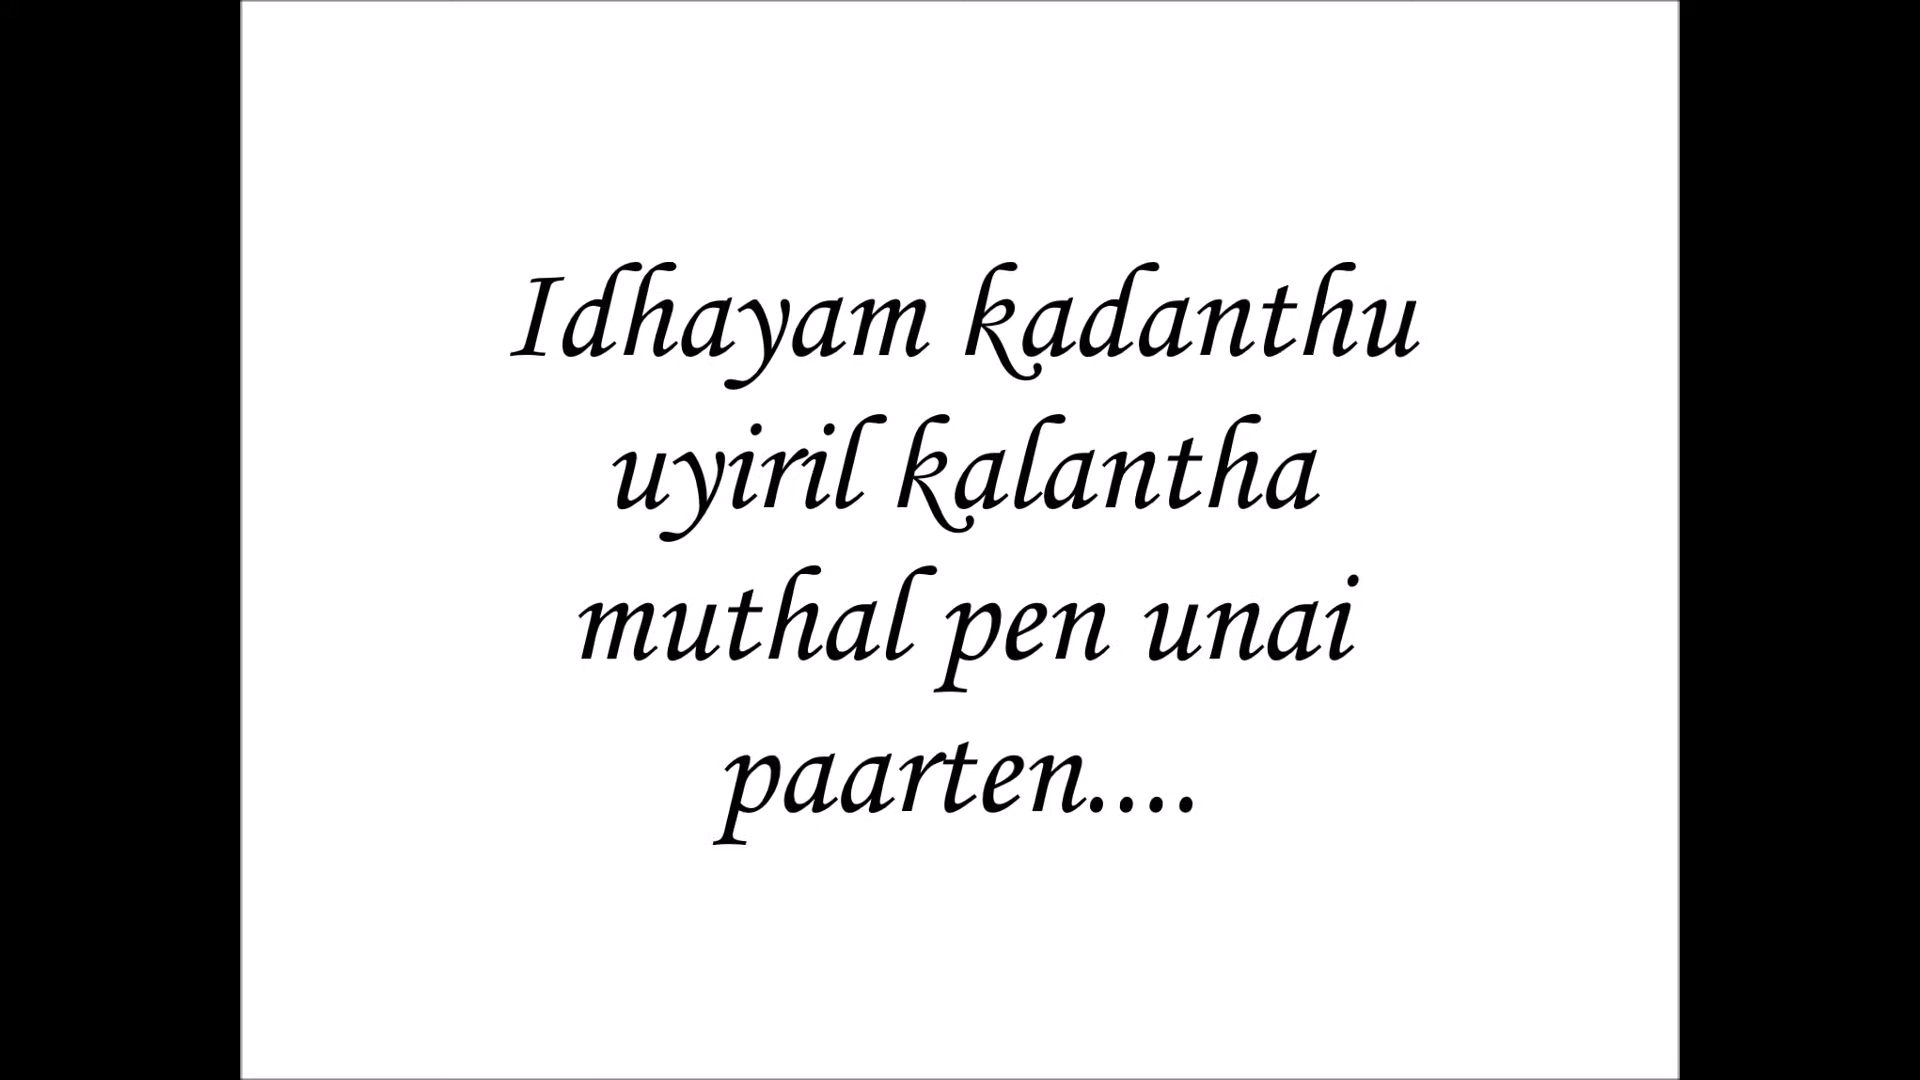 Idhayam kadanthu
uyiril kalantha
muthal pen unai
paarten....